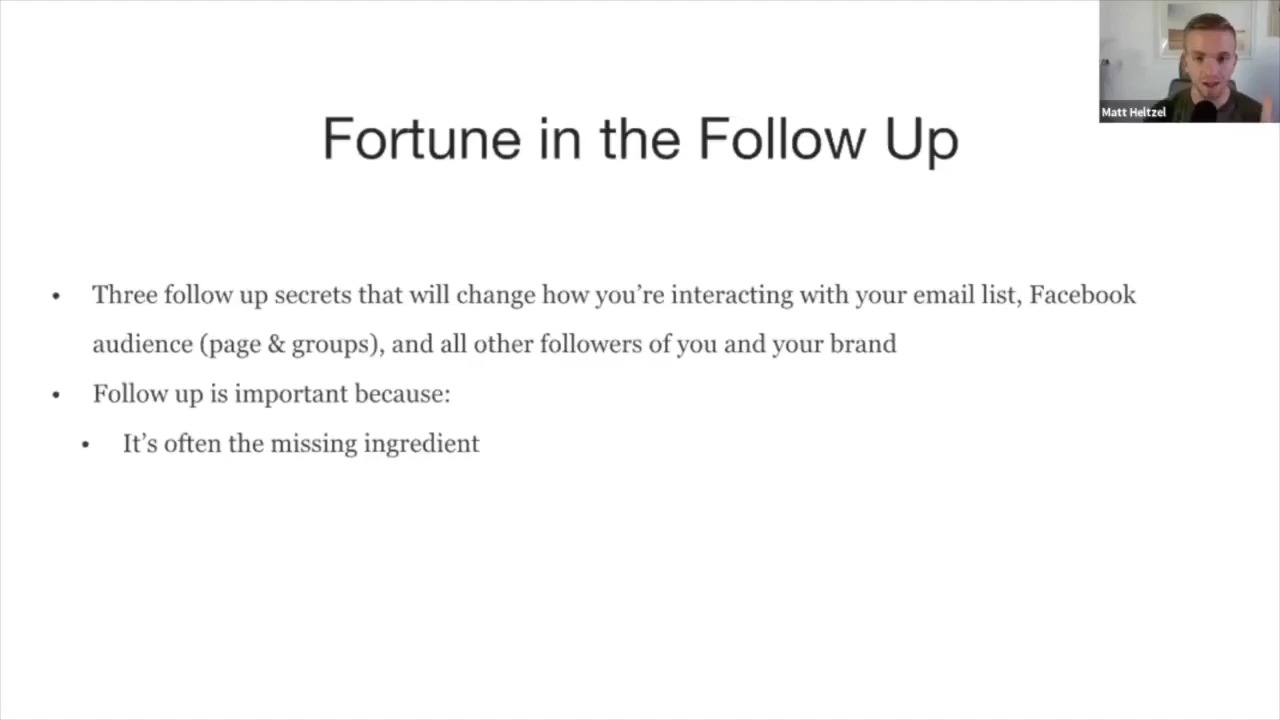 Matt Heltzel
Fortune in the Follow Up
• Three follow up secrets that will change how you’re interacting with your email list, Facebook
audience (page & groups), and all other followers of you and your brand
• Follow up is important because:
• It’s often the missing ingredient